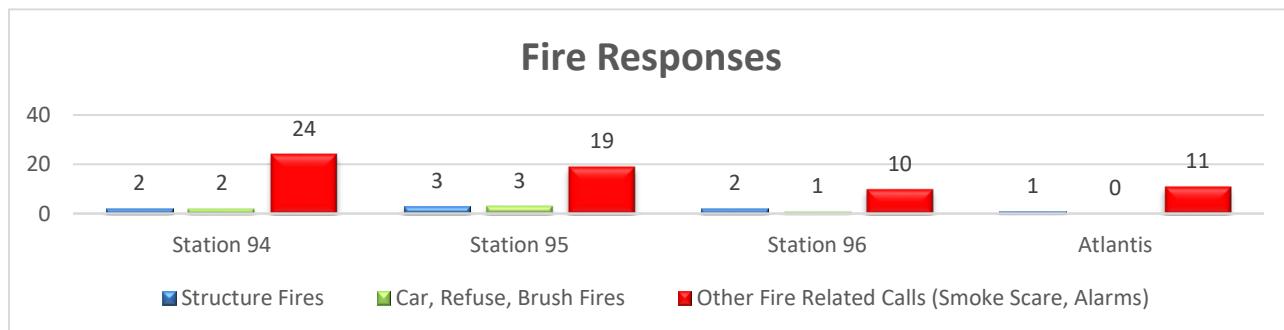 Fire Responses
40
20
0
2 2 24
3 3 19
2 1 10
1 0 11
Station 94 Station 95 Station 96 Atlantis
Structure Fires Car, Refuse, Brush Fires Other Fire Related Calls (Smoke Scare, Alarms)